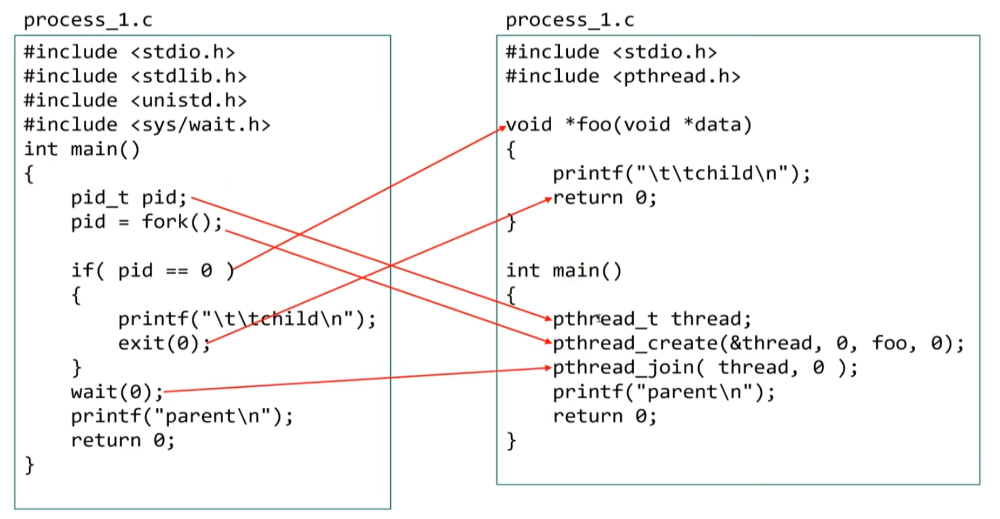 process_1.c
#include <stdio.h>
#include <stdlib.h>
#include <unistd.h>
#include <sys/wait.h>
int main()
{
    pid_t pid;
    pid = fork();

    if( pid == 0 )
    {
        printf("\t\tchild\n");
        exit(0);
    }
    wait(0);
    printf("parent\n");
    return 0;
}
process_1.c
#include <stdio.h>
#include <pthread.h>

void *foo(void *data)
{
    printf("\t\tchild\n");
    return 0;
}

int main()
{
    pthread_t thread;
    pthread_create(&thread, 0, foo, 0);
    pthread_join( thread, 0 );
    printf("parent\n");
    return 0;
}